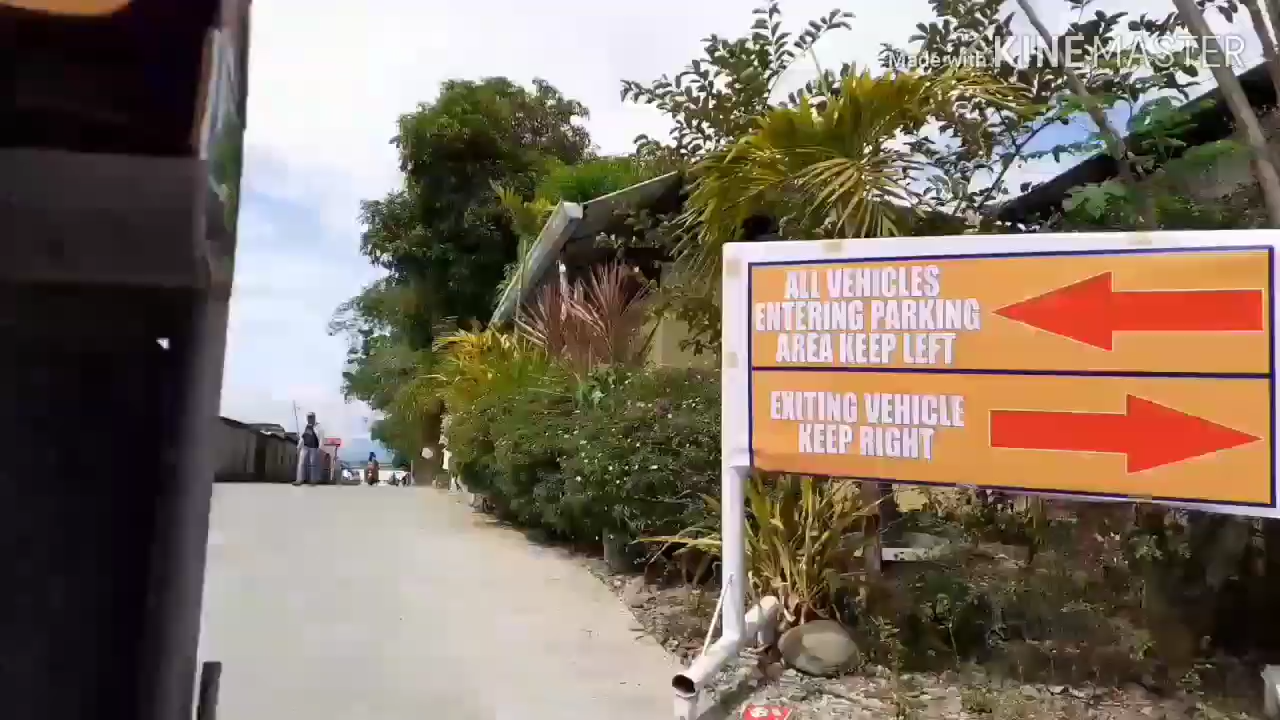 Made with KINEMASTER
ALL VEHICLES
ENTERING PARKING
AREA KEEP LEFT
EXITING VEHICLE
KEEP RIGHT